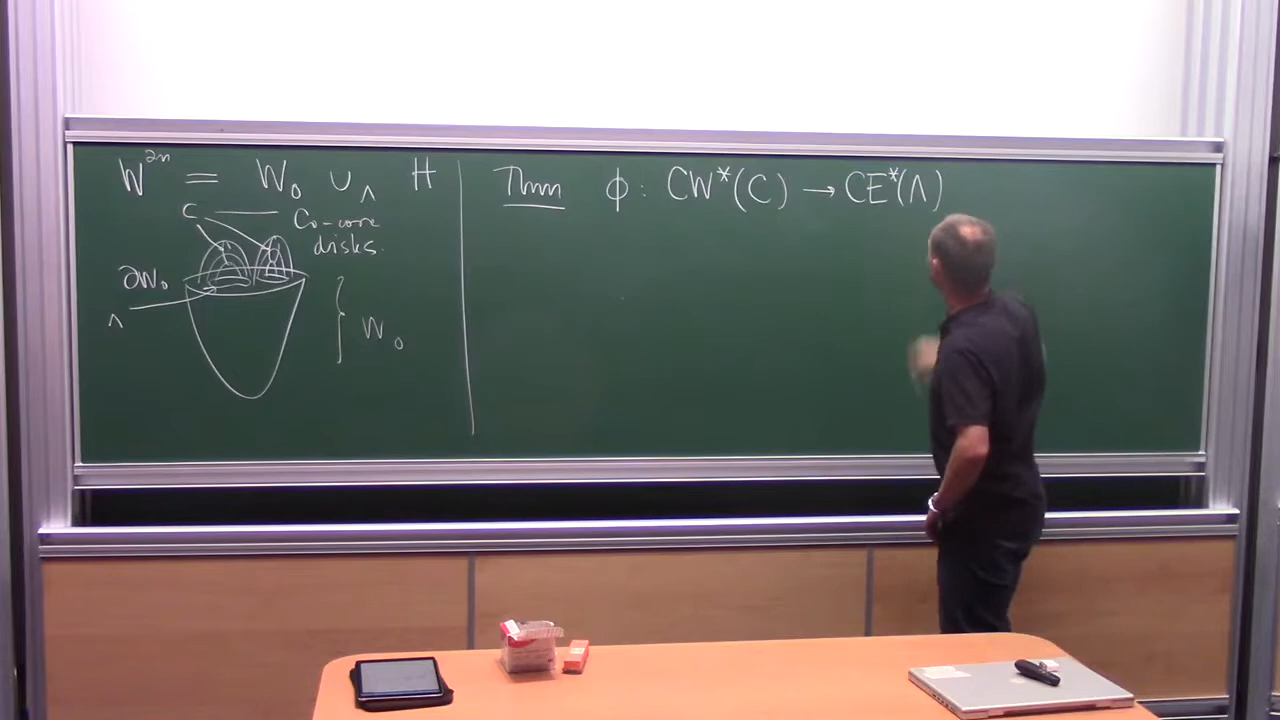 W²ⁿ = W₀ ∪_Λ H
C
Co-core
disks.
∂W₀
Λ
W₀
Thm ϕ: CW*(C) → CE*(Λ)